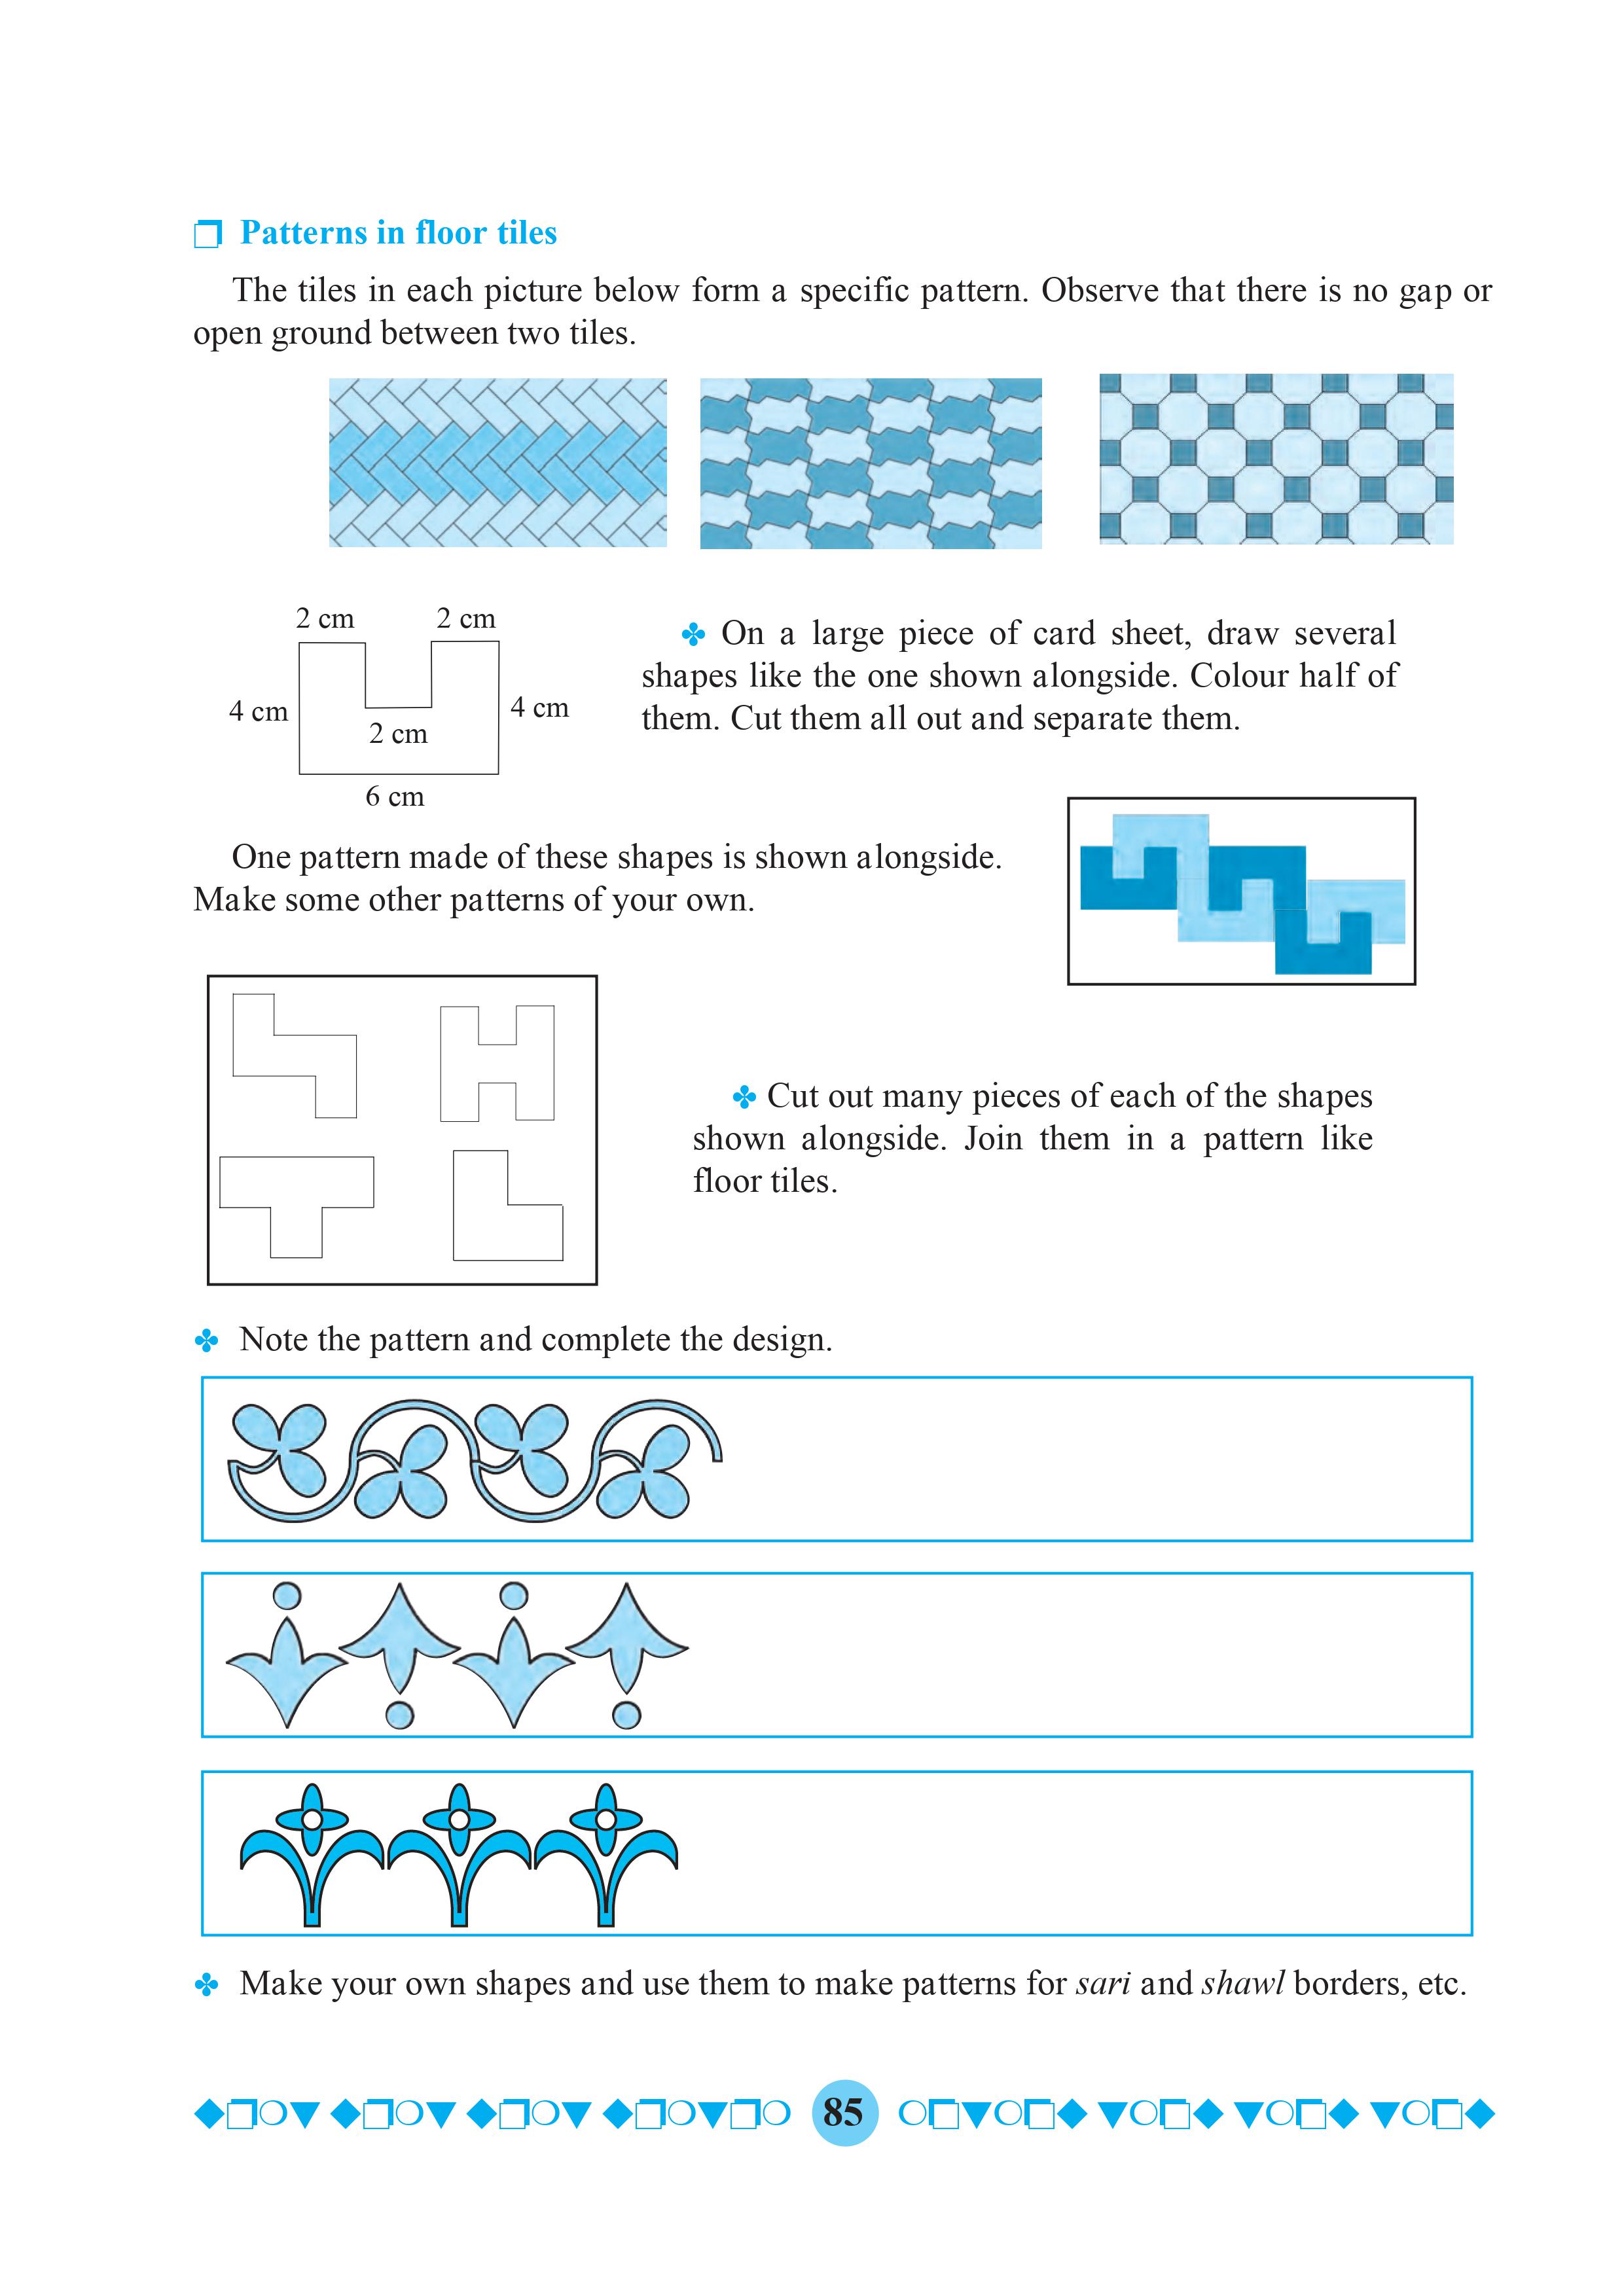 Patterns in floor tiles
The tiles in each picture below form a specific pattern. Observe that there is no gap or
open ground between two tiles.
2 cm 2 cm
4 cm
4 cm
2 cm
6 cm
On a large piece of card sheet, draw several
shapes like the one shown alongside. Colour half of
them. Cut them all out and separate them.
One pattern made of these shapes is shown alongside.
Make some other patterns of your own.
Cut out many pieces of each of the shapes
shown alongside. Join them in a pattern like
floor tiles.
Note the pattern and complete the design.
Make your own shapes and use them to make patterns for sari and shawl borders, etc.
85